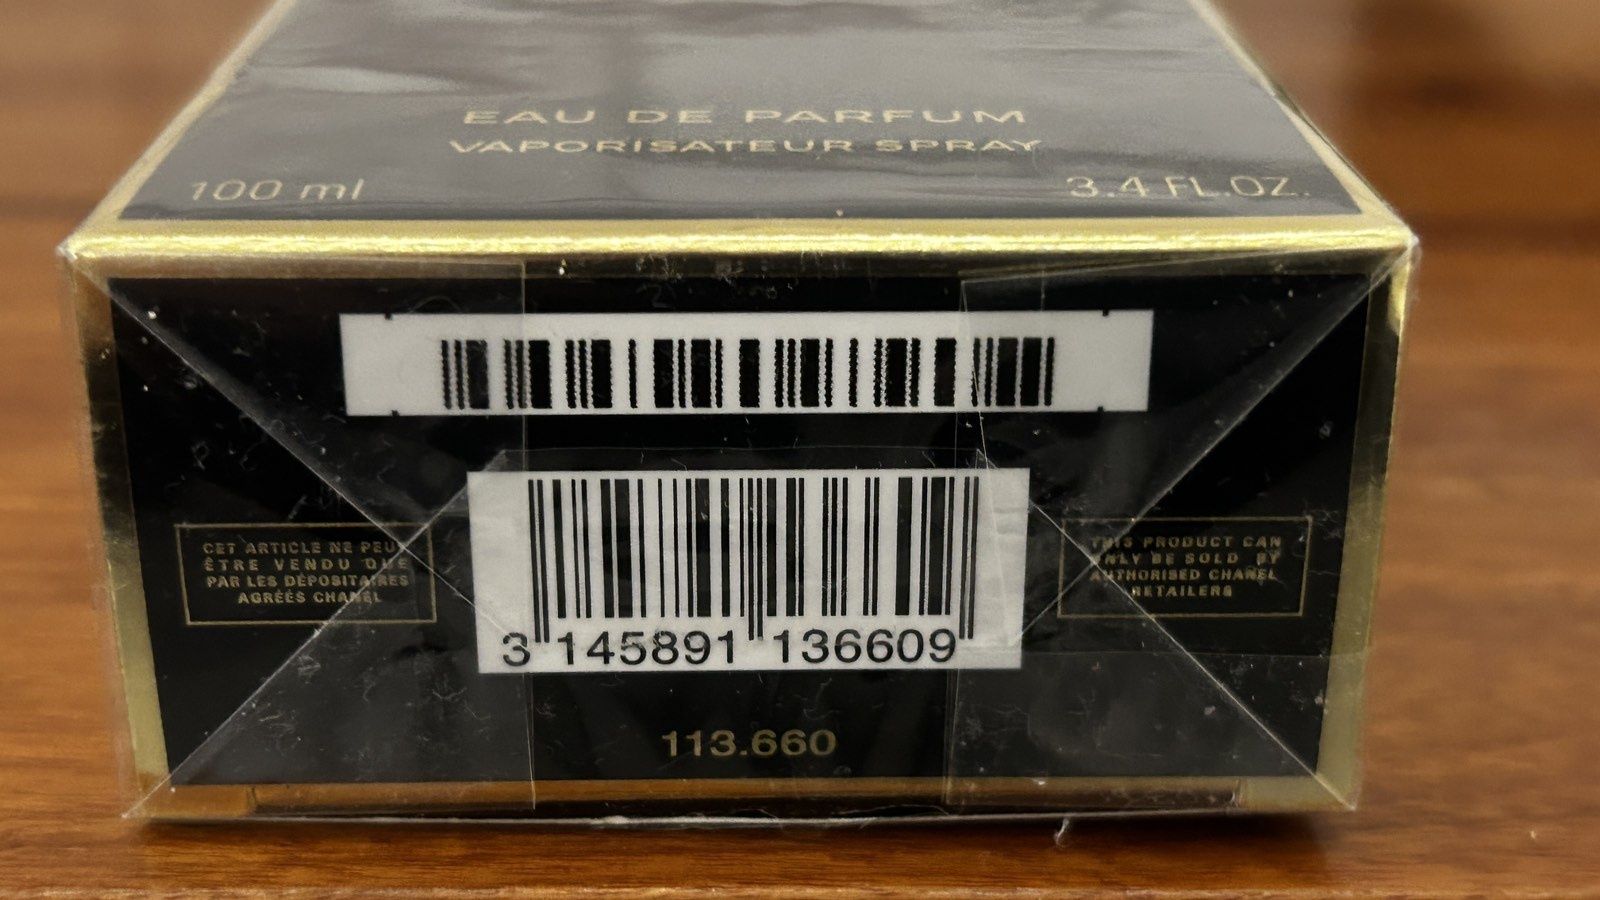 EAU DE PARFUM
VAPORISATEUR SPRAY
100 ml
3.4 FL.OZ.
CET ARTICLE NE PEUT
ÊTRE VENDU QUE
PAR LES DÉPOSITAIRES
AGRÉÉS CHANEL
THIS PRODUCT CAN
ONLY BE SOLD BY
AUTHORISED CHANEL
RETAILERS
3 145891 136609
113.660